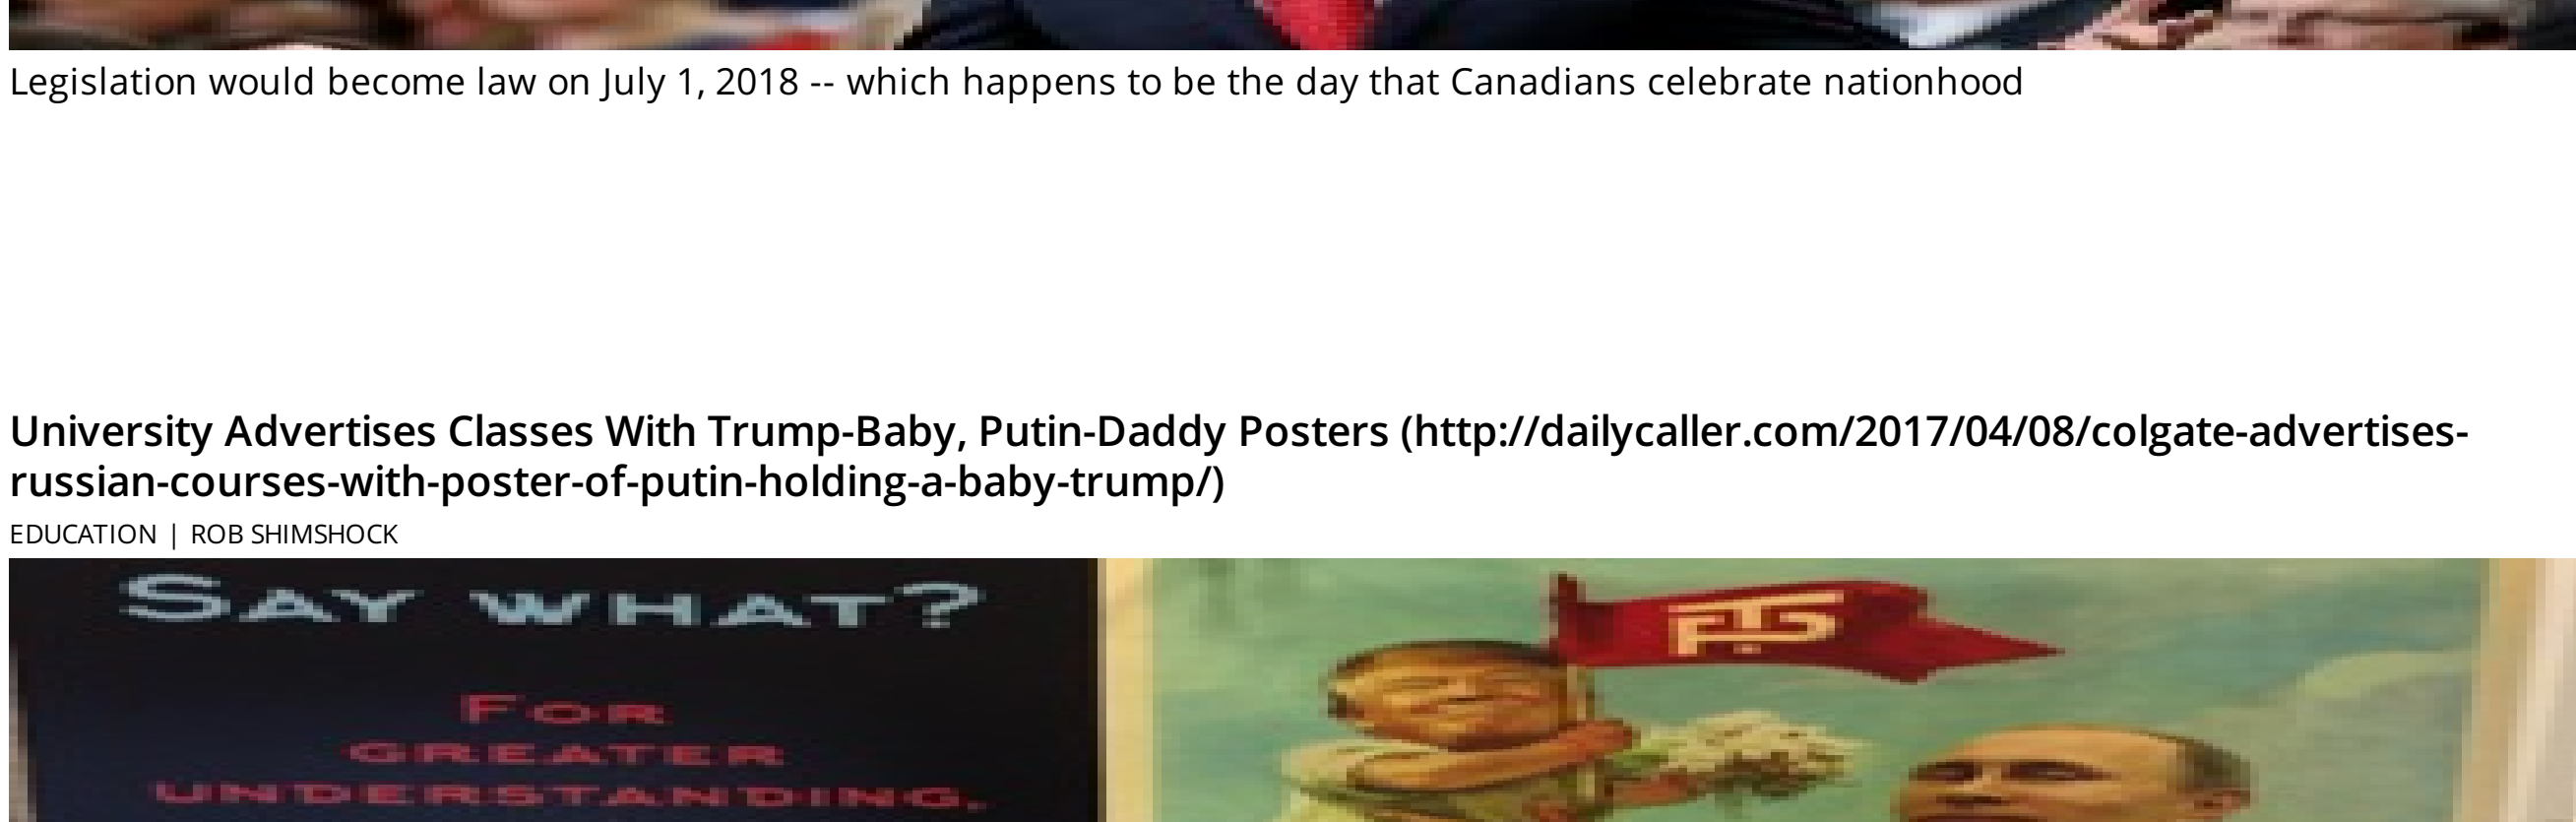 Legislation would become law on July 1, 2018 -- which happens to be the day that Canadians celebrate nationhood
University Advertises Classes With Trump-Baby, Putin-Daddy Posters (http://dailycaller.com/2017/04/08/colgate-advertises-
russian-courses-with-poster-of-putin-holding-a-baby-trump/)
EDUCATION | ROB SHIMSHOCK
SAY WHAT?
FOR
GREATER
UNDERSTANDING.